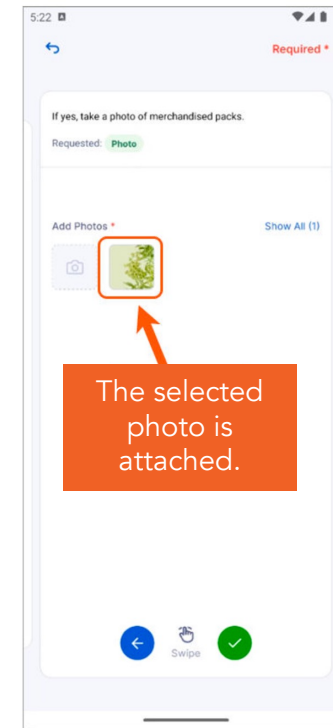 5:22
Required *
If yes, take a photo of merchandised packs.
Requested: Photo
Add Photos *
Show All (1)
The selected
photo is
attached.
Swipe